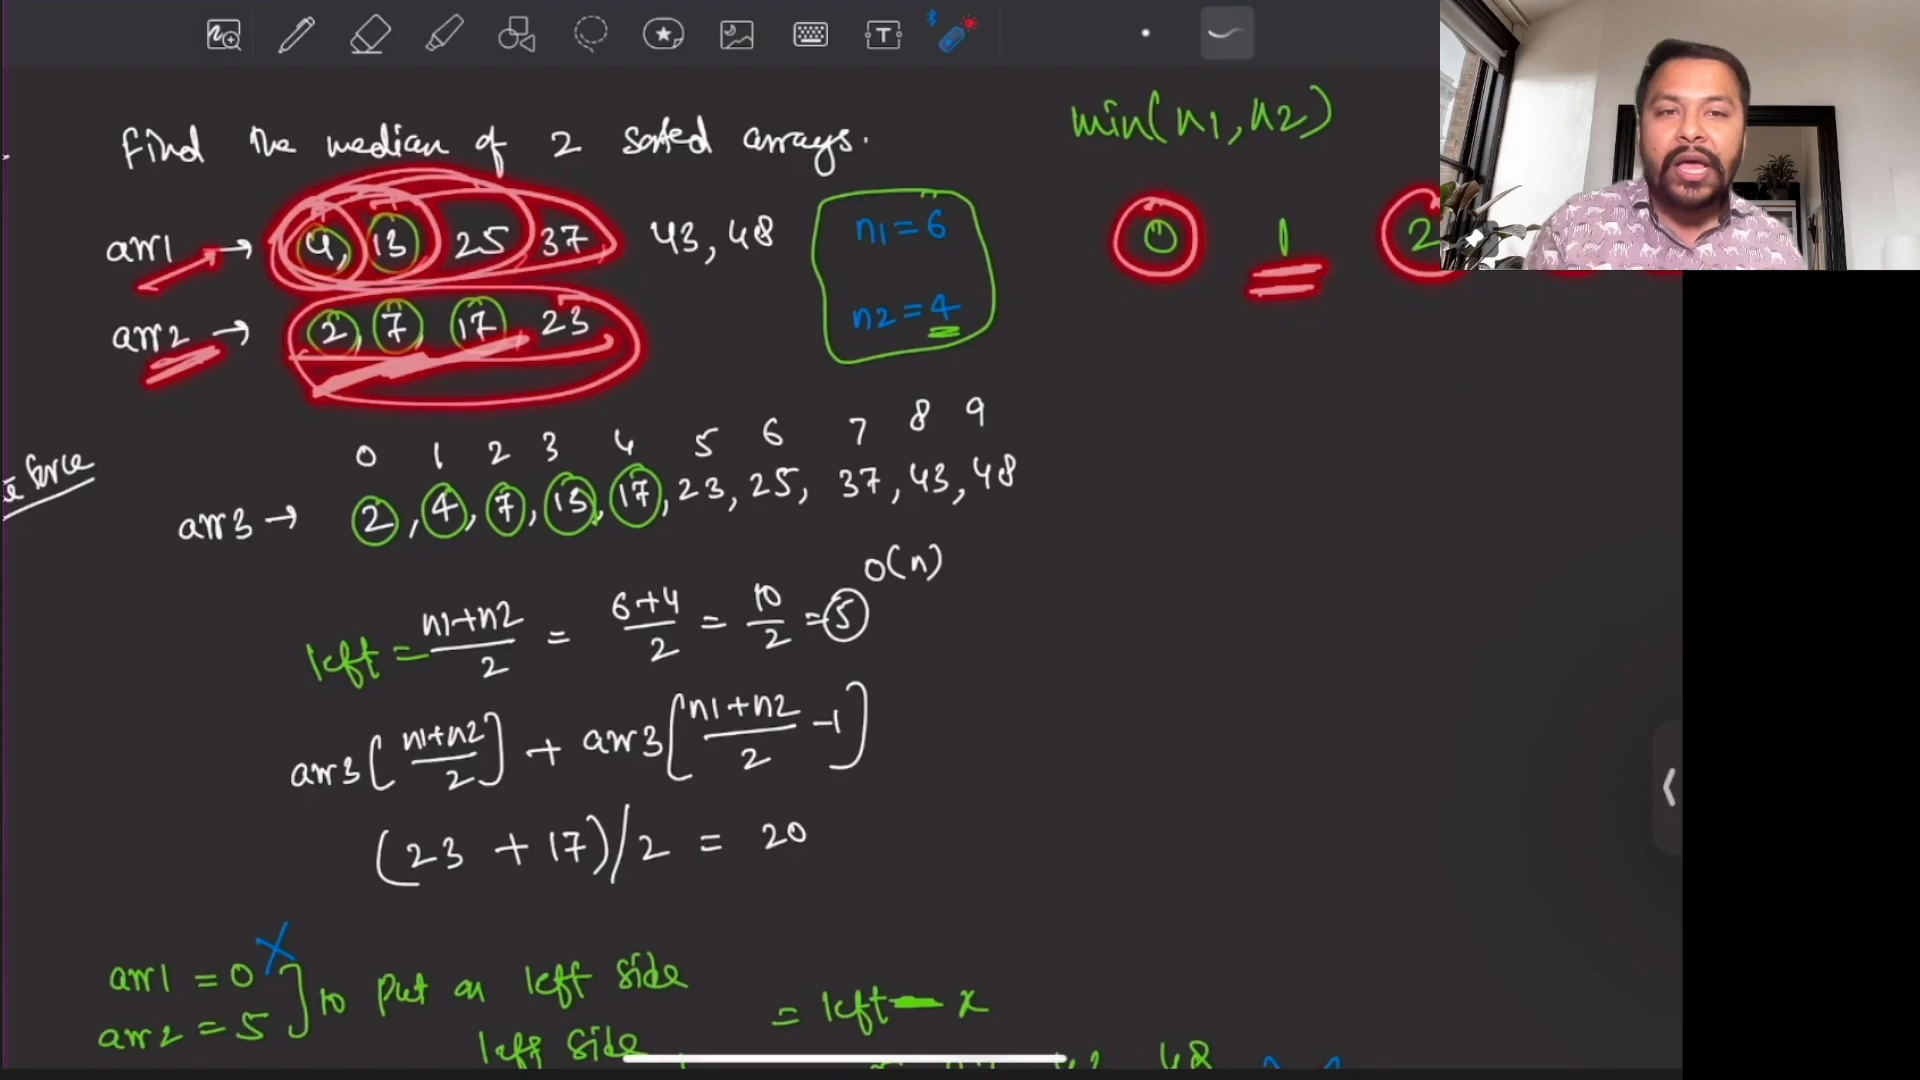 Find the median of 2 sorted arrays.
min(n1, n2)
arr1 → 4, 13 25 37 43, 48
n1 = 6
0 1 2
arr2 → 2, 7, 17, 23
n2 = 4
0 1 2 3 4 5 6 7 8 9
force
arr3 → 2, 4, 7, 13, 17, 23, 25, 37, 43, 48
O(n)
left = n1+n2/2 = 6+4/2 = 10/2 = 5
arr3[n1+n2/2] + arr3[n1+n2/2 -1]
(23 + 17)/2 = 20
arr1 = 0 X
arr2 = 5 ] to put on left side
= left - x
left side
48